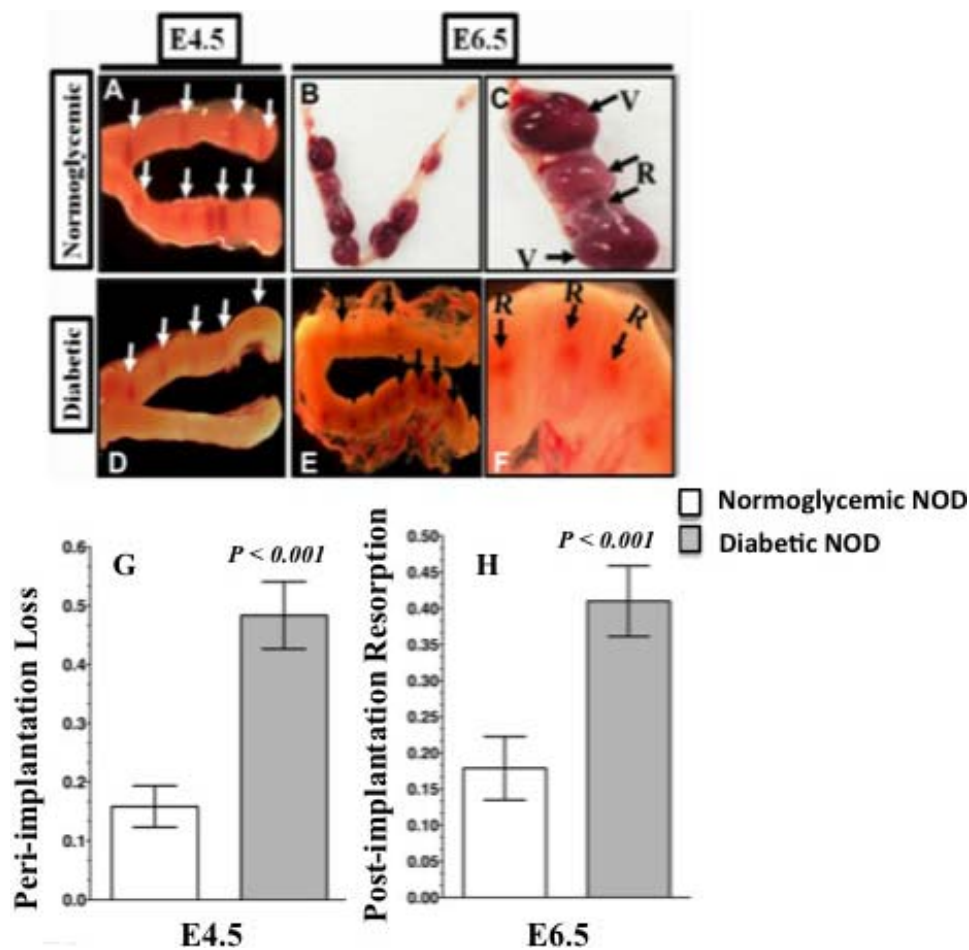 E4.5 E6.5
Normoglycemic
A B C
V
R
V
Diabetic
R R R
D E F
Normoglycemic NOD
Diabetic NOD
G P < 0.001
Peri-implantation Loss
0.6
0.5
0.4
0.3
0.2
0.1
0.0
E4.5
H P < 0.001
Post-implantation Resorption
0.50
0.45
0.40
0.35
0.30
0.25
0.20
0.15
0.10
0.05
0.00
E6.5